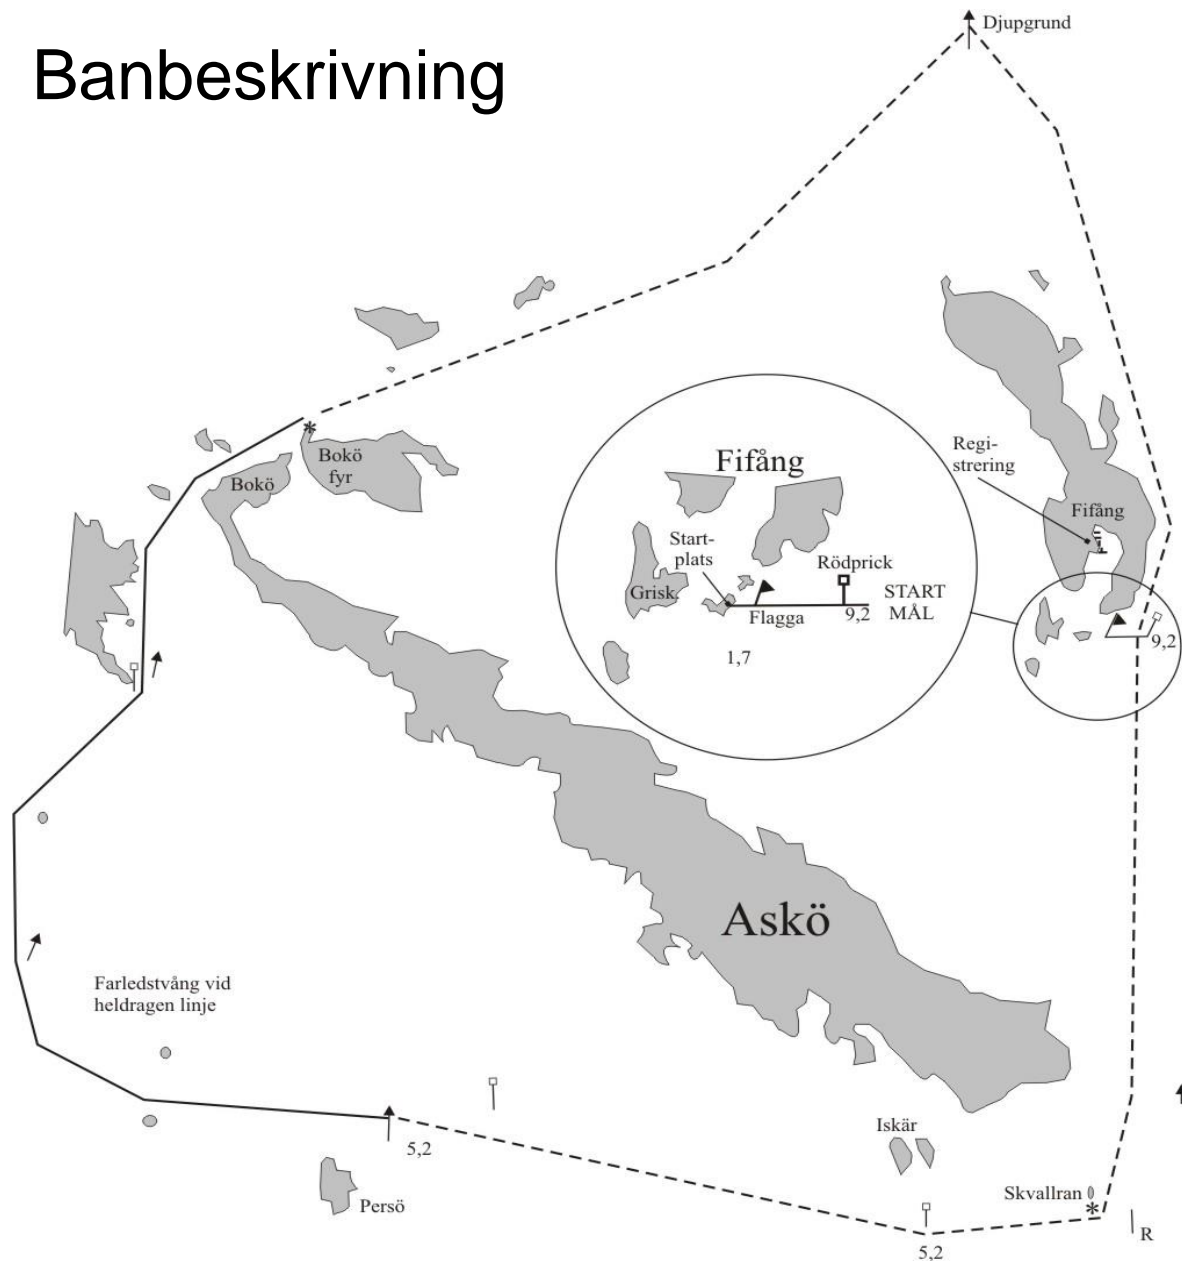 Banbeskrivning
Djupgrund
Bokö
fyr
Bokö
Regi-
strering
Fifång
Fifång
Start-
plats
Rödprick
Grisk.
START
MÅL
Flagga
9,2
1,7
9,2
Askö
Farledstvång vid
heldragen linje
5,2
Persö
Iskär
Skvallran
R
5,2